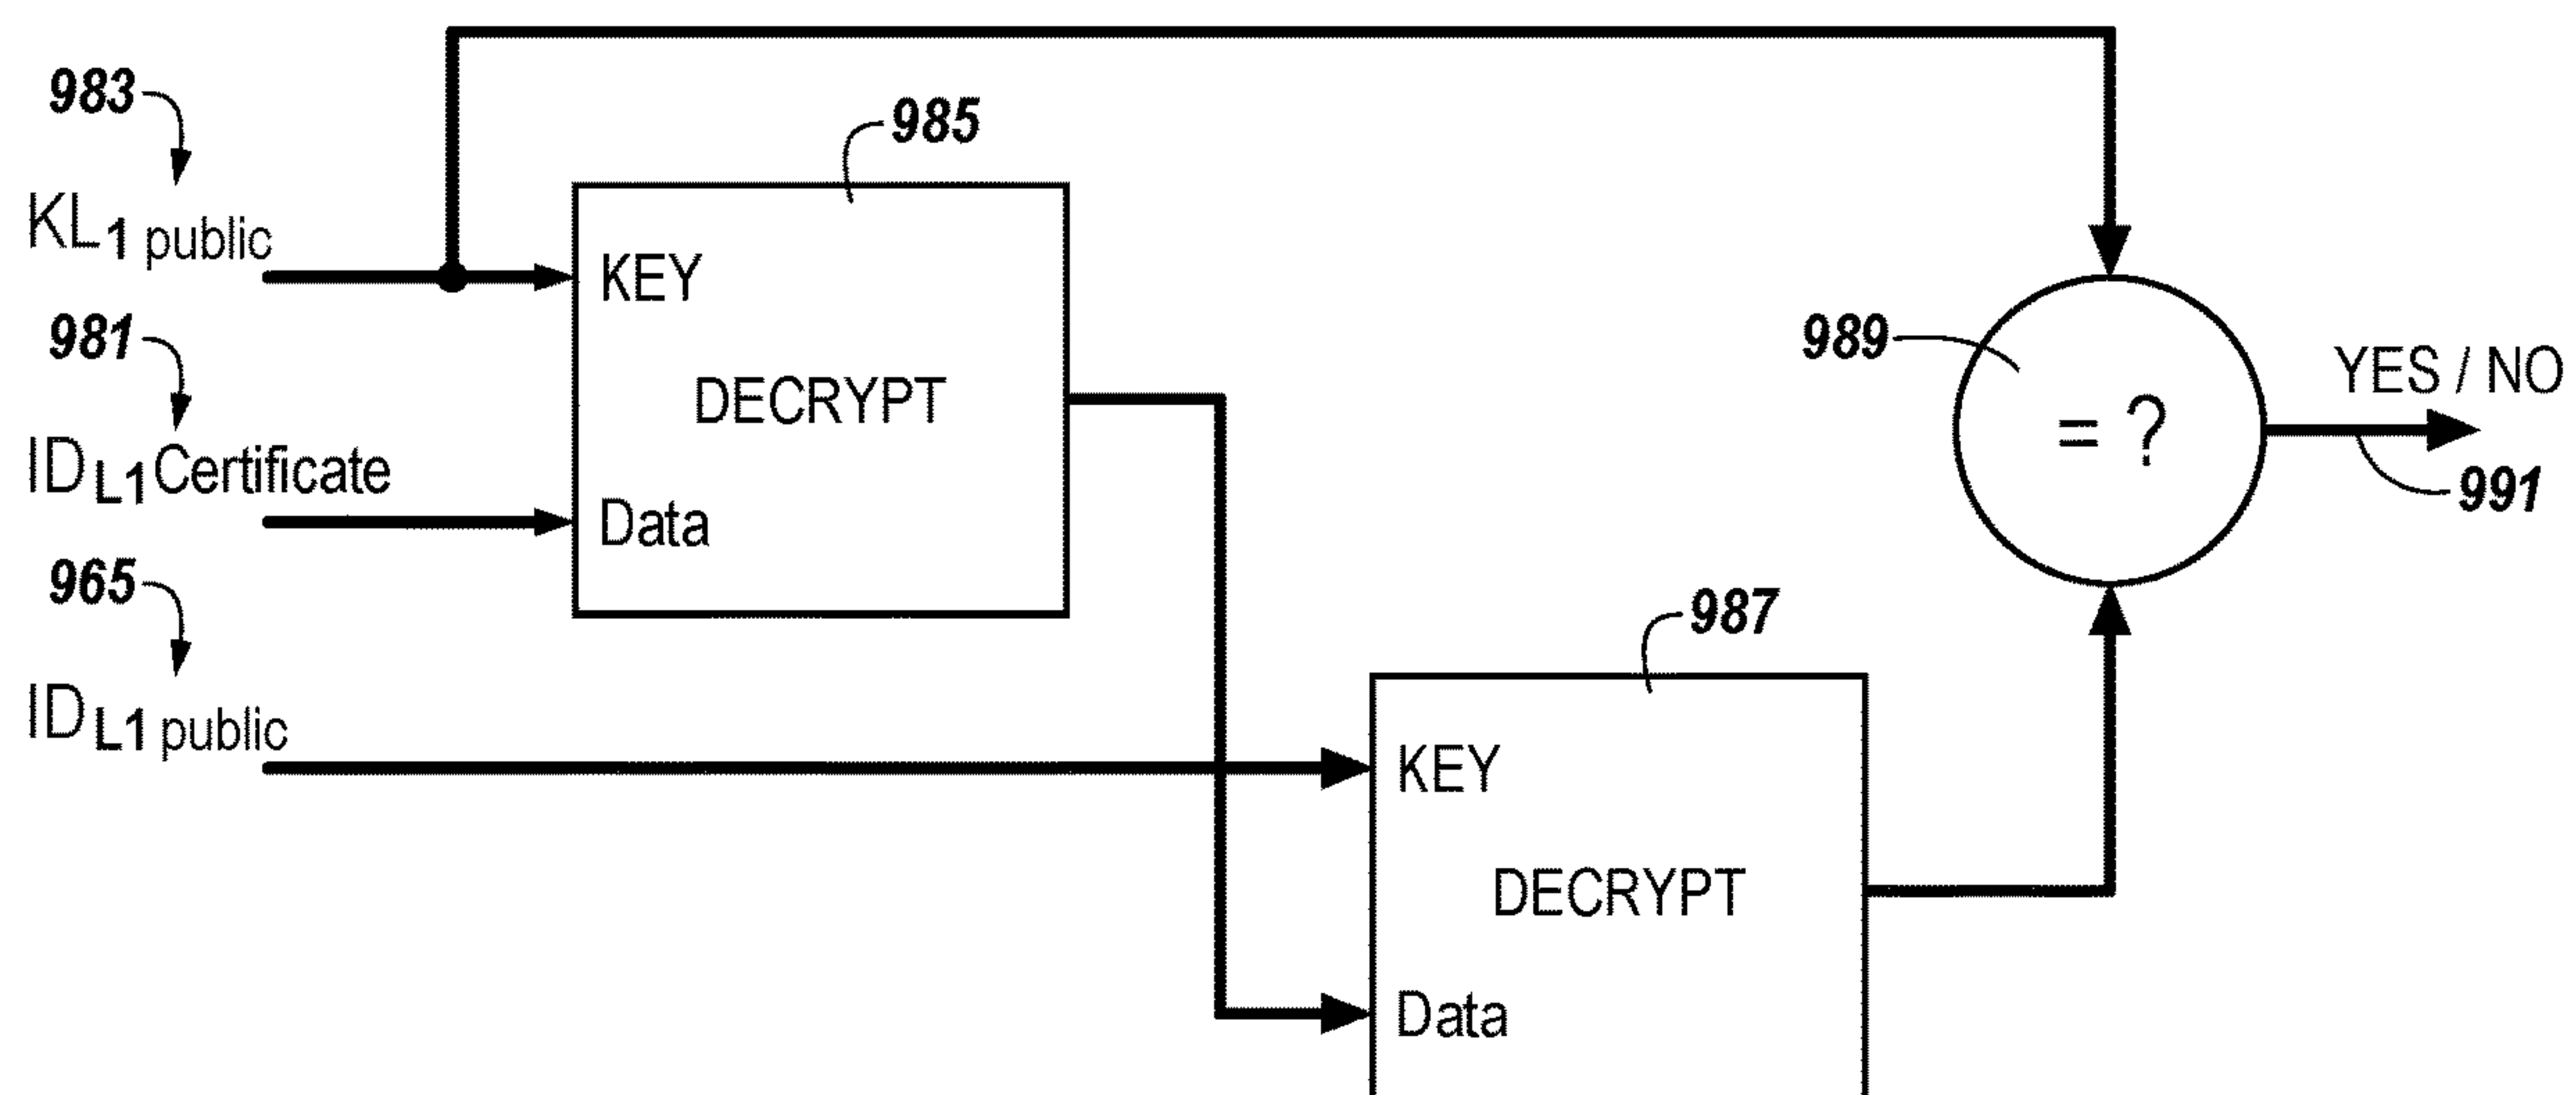 983
985
KL1 public
KEY
981
989
YES / NO
DECRYPT
= ?
IDL1 Certificate
991
Data
965
987
IDL1 public
KEY
DECRYPT
Data